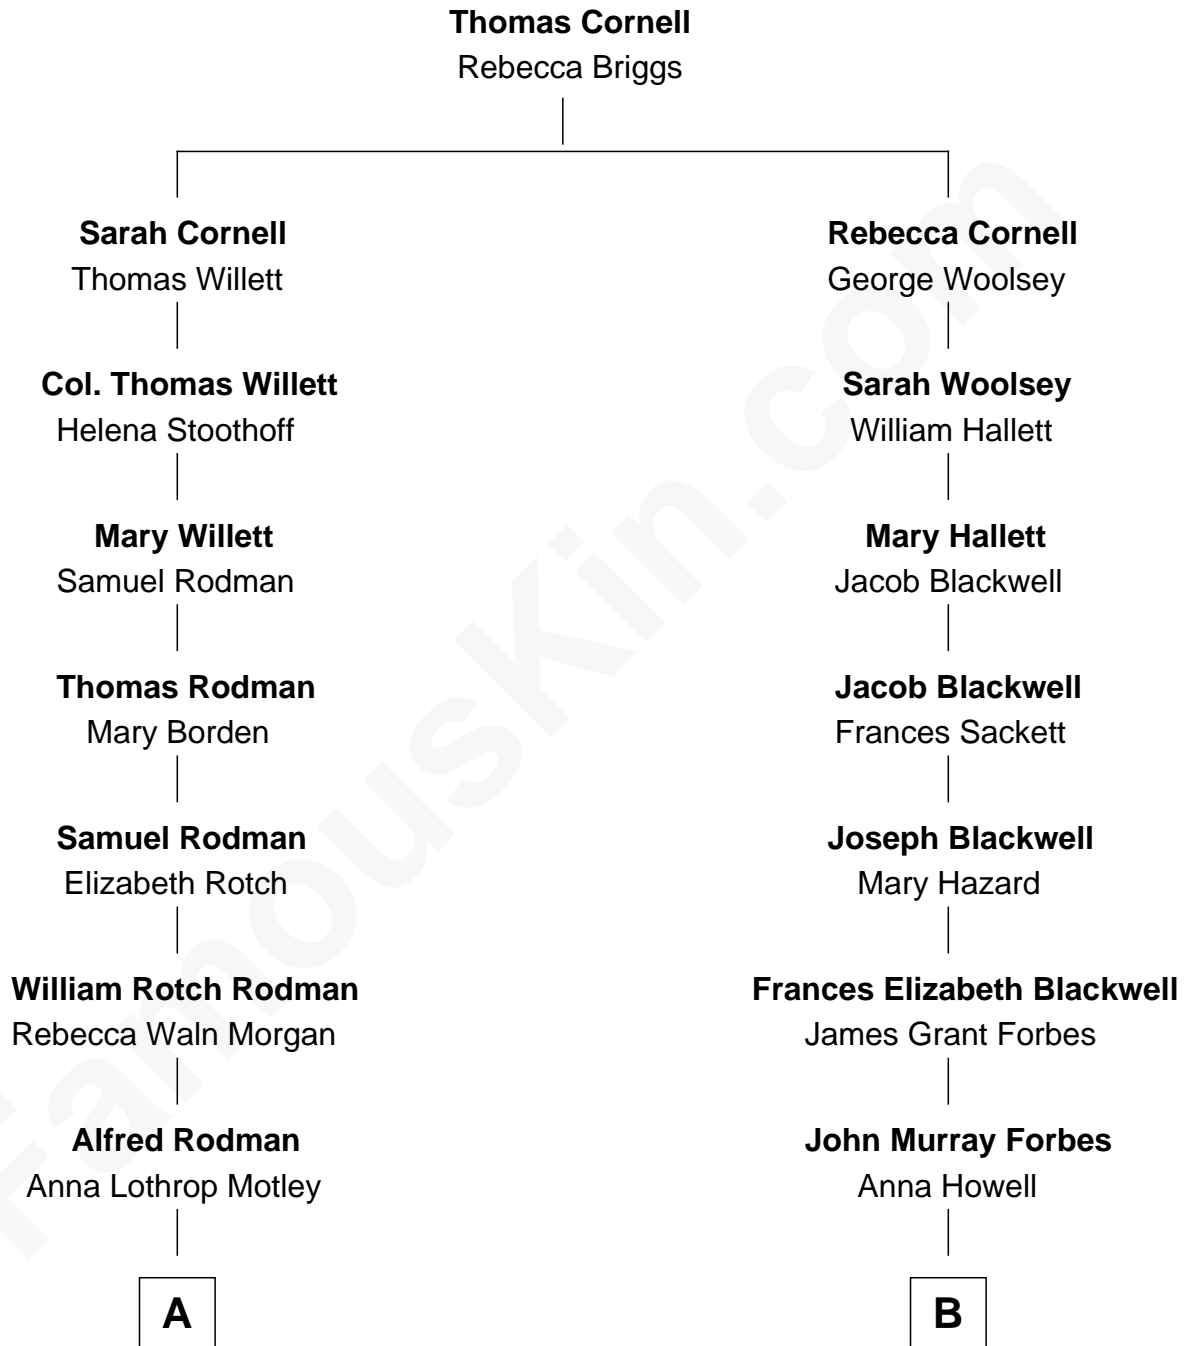 Thomas Cornell
Rebecca Briggs
Sarah Cornell
Thomas Willett
Col. Thomas Willett
Helena Stoothoff
Mary Willett
Samuel Rodman
Thomas Rodman
Mary Borden
Samuel Rodman
Elizabeth Rotch
William Rotch Rodman
Rebecca Waln Morgan
Alfred Rodman
Anna Lothrop Motley
A
Rebecca Cornell
George Woolsey
Sarah Woolsey
William Hallett
Mary Hallett
Jacob Blackwell
Jacob Blackwell
Frances Sackett
Joseph Blackwell
Mary Hazard
Frances Elizabeth Blackwell
James Grant Forbes
John Murray Forbes
Anna Howell
B
FamousKin.com